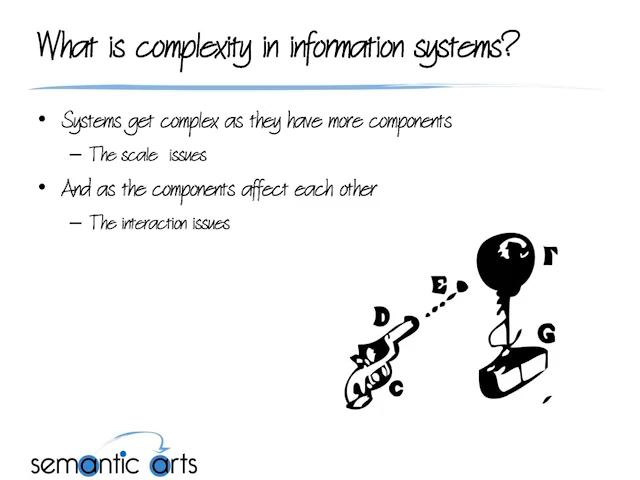 What is complexity in information systems?
• Systems get complex as they have more components
– The scale issues
• And as the components affect each other
– The interaction issues
E
D
C
G
semantic arts